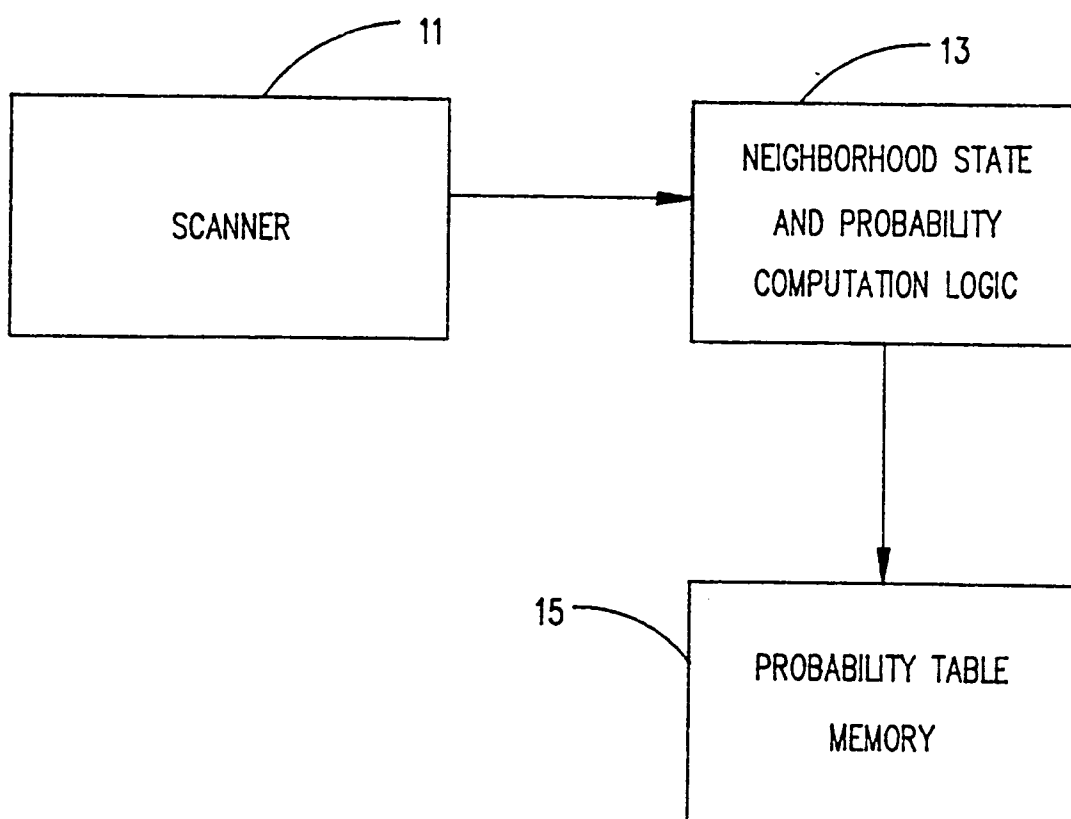 11
13
SCANNER
NEIGHBORHOOD STATE
AND PROBABILITY
COMPUTATION LOGIC
15
PROBABILITY TABLE
MEMORY